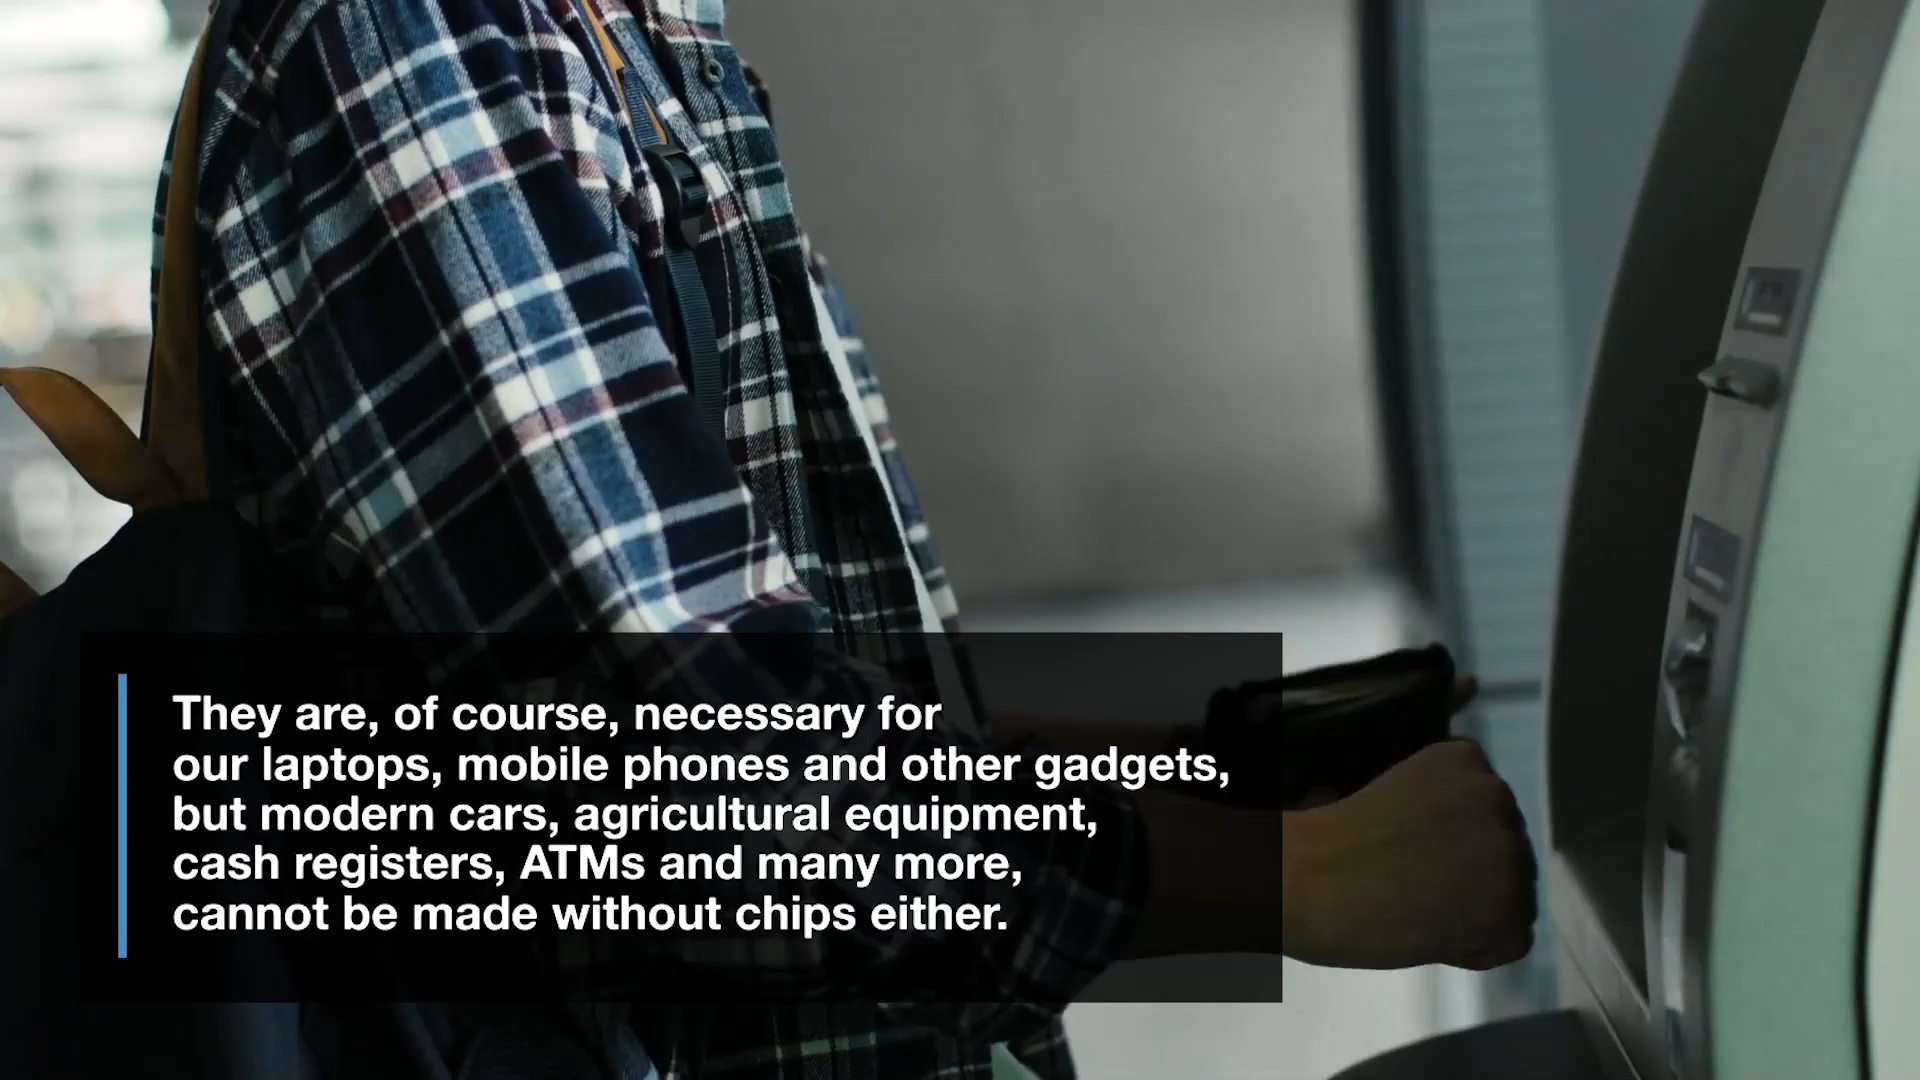 They are, of course, necessary for
our laptops, mobile phones and other gadgets,
but modern cars, agricultural equipment,
cash registers, ATMs and many more,
cannot be made without chips either.